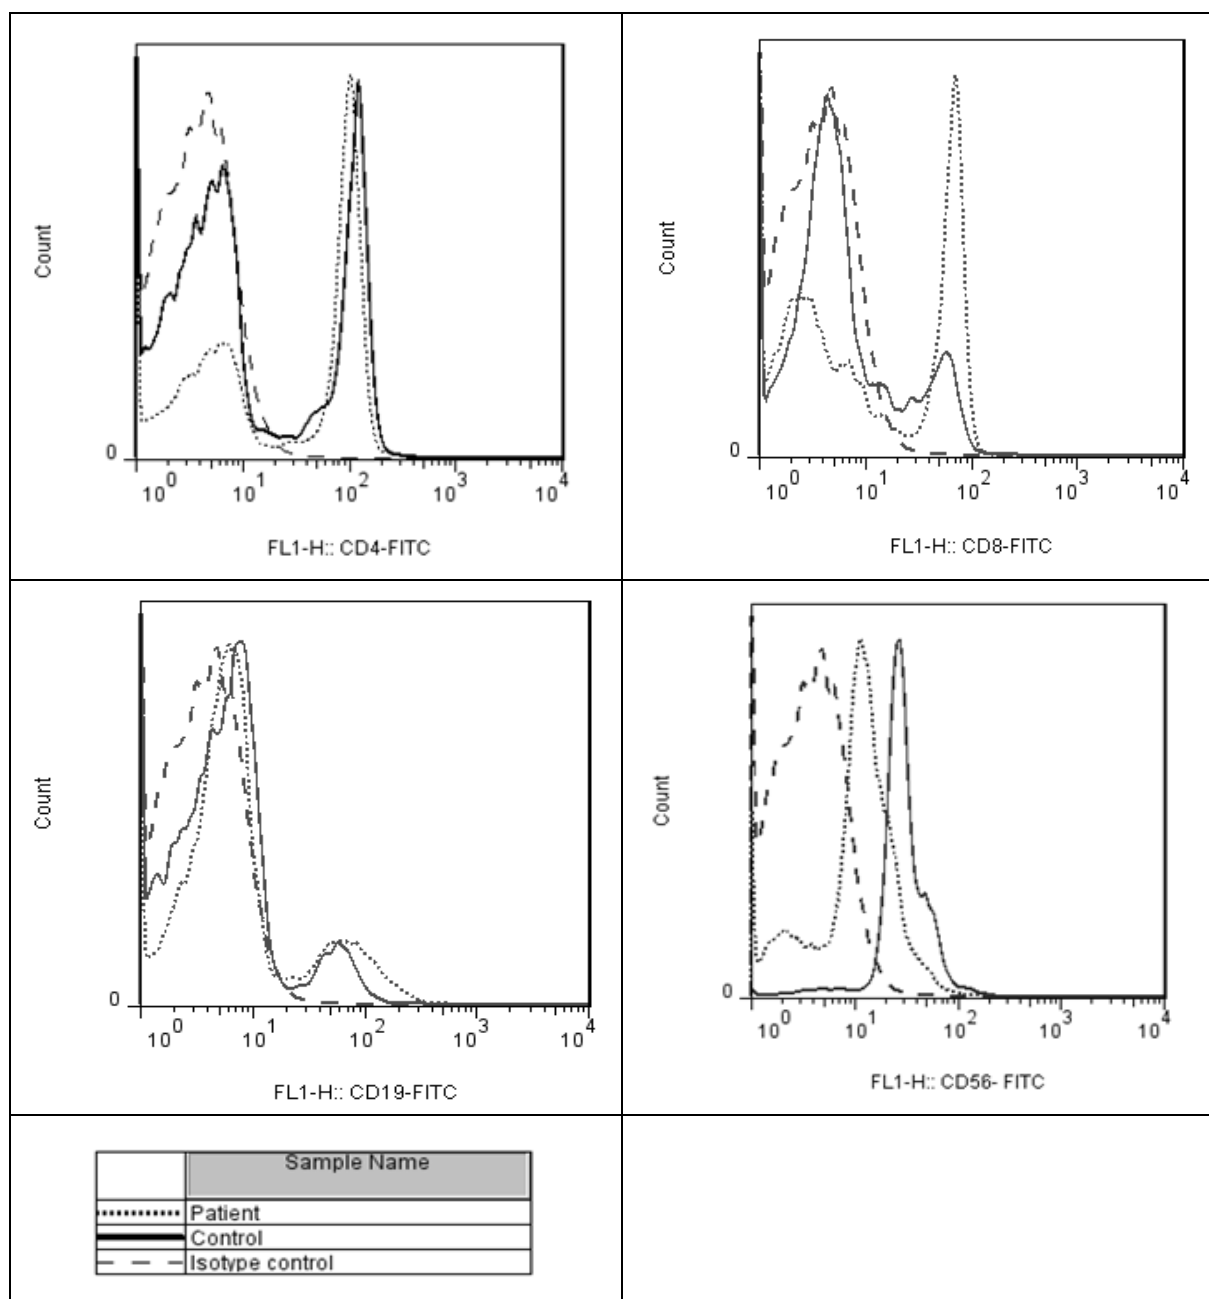 Count
0
10^0 10^1 10^2 10^3 10^4
FL1-H:: CD4-FITC
Count
0
10^0 10^1 10^2 10^3 10^4
FL1-H:: CD8-FITC
Count
0
10^0 10^1 10^2 10^3 10^4
FL1-H:: CD19-FITC
Count
0
10^0 10^1 10^2 10^3 10^4
FL1-H:: CD56- FITC
Sample Name
Patient
Control
Isotype control